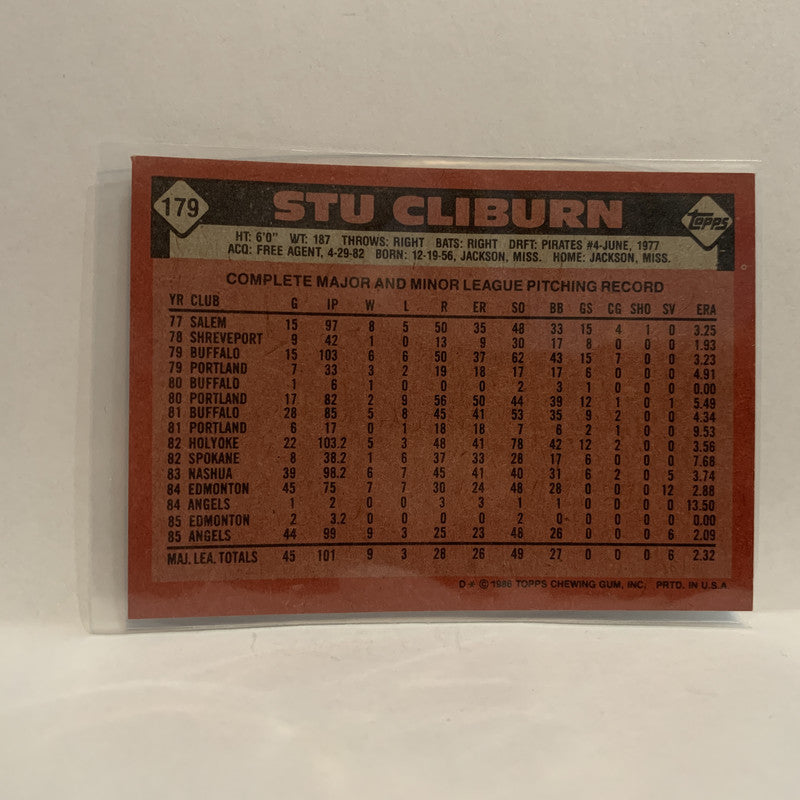 179 STU CLIBURN topps
HT: 6'0" WT: 187 THROWS: RIGHT BATS: RIGHT DRFT: PIRATES #4-JUNE, 1977
ACQ: FREE AGENT, 4-29-82 BORN: 12-19-56, JACKSON, MISS. HOME: JACKSON, MISS.
COMPLETE MAJOR AND MINOR LEAGUE PITCHING RECORD
YR CLUB G IP W L R ER SO BB GS CG SHO SV ERA
77 SALEM 15 97 8 5 50 35 48 33 15 4 1 0 3.25
78 SHREVEPORT 9 42 1 0 13 9 30 17 8 0 0 0 1.93
79 BUFFALO 15 103 6 6 50 37 62 43 15 7 0 0 3.23
79 PORTLAND 7 33 3 2 19 18 17 17 6 0 0 0 4.91
80 BUFFALO 1 6 1 0 0 0 2 3 1 0 0 0 0.00
80 PORTLAND 17 82 2 9 56 50 44 39 12 1 0 1 5.49
81 BUFFALO 28 85 5 8 45 41 53 35 9 2 0 0 4.34
81 PORTLAND 6 17 0 1 18 18 7 6 2 1 0 0 9.53
82 HOLYOKE 22 103.2 5 3 48 41 78 42 12 2 0 0 3.56
82 SPOKANE 8 38.1 1 6 37 33 28 17 6 0 0 0 7.68
83 NASHUA 39 98.2 6 7 45 41 40 31 6 2 0 5 3.74
84 EDMONTON 45 75 7 7 30 24 48 28 0 0 0 12 2.88
84 ANGELS 1 2 0 0 3 3 1 1 0 0 0 0 13.50
85 EDMONTON 2 3.2 0 0 0 0 2 0 0 0 0 0 0.00
85 ANGELS 44 99 9 3 25 23 48 26 0 0 0 6 2.09
MAJ. LEA. TOTALS 45 101 9 3 28 26 49 27 0 0 0 6 2.32
D* © 1986 TOPPS CHEWING GUM, INC. PRTD. IN U.S.A.